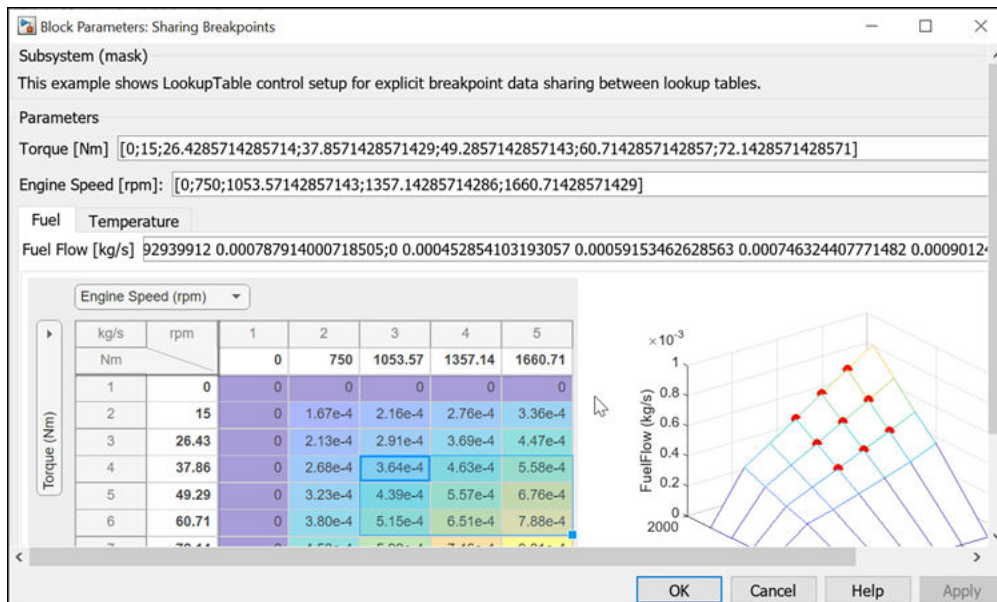 Block Parameters: Sharing Breakpoints
Subsystem (mask)
This example shows LookupTable control setup for explicit breakpoint data sharing between lookup tables.
Parameters
Torque [Nm] [0;15;26.4285714285714;37.8571428571429;49.2857142857143;60.7142857142857;72.1428571428571]
Engine Speed [rpm]: [0;750;1053.57142857143;1357.14285714286;1660.71428571429]
Fuel Temperature
Fuel Flow [kg/s] 92939912 0.000787914000718505;0 0.000452854103193057 0.00059153462628563 0.000746324407771482 0.00090124
Engine Speed (rpm)
kg/s rpm 1 2 3 4 5
Nm 0 750 1053.57 1357.14 1660.71
1 0 0 0 0 0 0
2 15 0 1.67e-4 2.16e-4 2.76e-4 3.36e-4
3 26.43 0 2.13e-4 2.91e-4 3.69e-4 4.47e-4
4 37.86 0 2.68e-4 3.64e-4 4.63e-4 5.58e-4
5 49.29 0 3.23e-4 4.39e-4 5.57e-4 6.76e-4
6 60.71 0 3.80e-4 5.15e-4 6.51e-4 7.88e-4
Torque (Nm)
×10-3
1
0.8
0.6
0.4
0.2
0
2000
FuelFlow (kg/s)
OK Cancel Help Apply